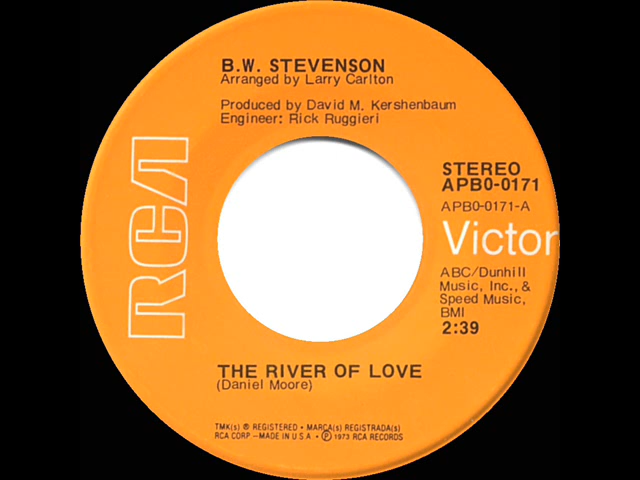 B.W. STEVENSON
Arranged by Larry Carlton
Produced by David M. Kershenbaum
Engineer: Rick Ruggieri
RCA
STEREO
APBO-0171
APBO-0171-A
Victor
ABC/Dunhill
Music, Inc., &
Speed Music,
BMI
2:39
THE RIVER OF LOVE
(Daniel Moore)
TMK(s) ® REGISTERED • MARCA(s) REGISTRADA(s)
RCA CORP—MADE IN U.S.A • ℗ 1973 RCA RECORDS